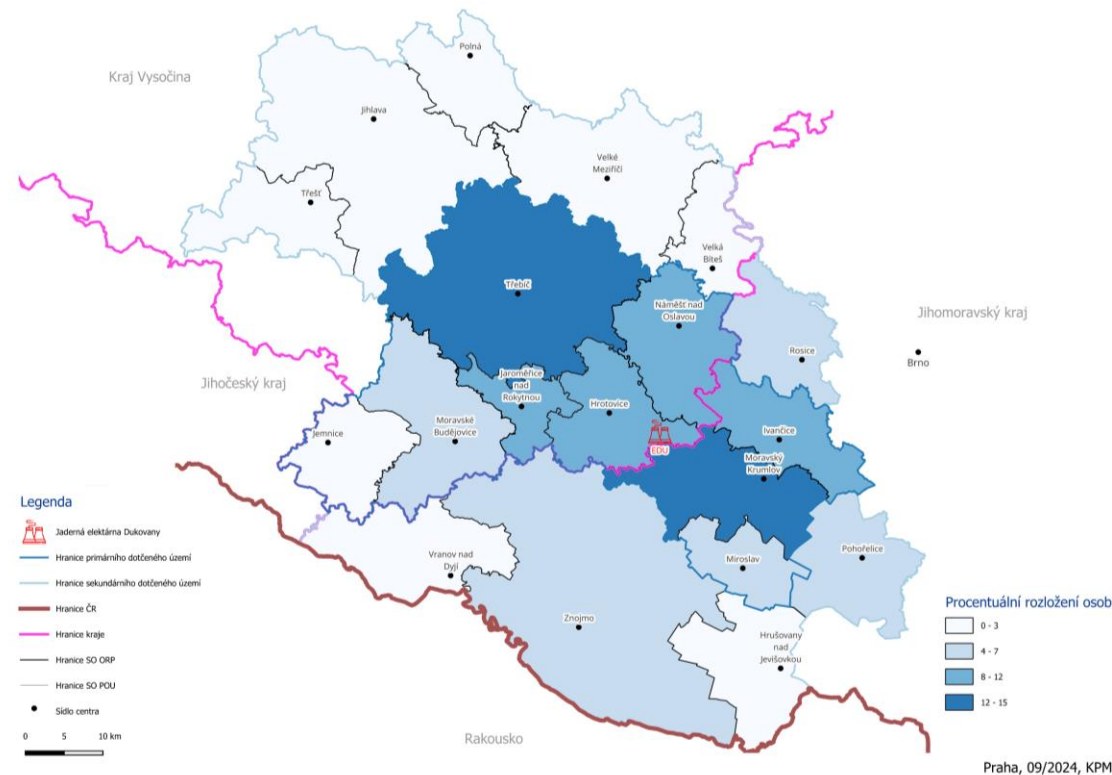 Polná
Kraj Vysočina
Jihlava
Velké
Meziříčí
Třešť
Velká
Bíteš
Třebíč
Náměšť nad
Oslavou
Jihomoravský kraj
Rosice
Brno
Jihočeský kraj
Jaroměřice
nad
Rokytnou
Hrotovice
Moravské
Budějovice
Jemnice
Ivančice
EDU
Moravský
Krumlov
Legenda
Jaderná elektárna Dukovany
Hranice primárního dotčeného území
Hranice sekundárního dotčeného území
Hranice ČR
Hranice kraje
Hranice SO ORP
Hranice SO POU
Sídlo centra
0 5 10 km
Vranov nad
Dyjí
Miroslav
Pohořelice
Znojmo
Hrušovany
nad
Jevišovkou
Rakousko
Procentuální rozložení osob
0 - 3
4 - 7
8 - 12
12 - 15
Praha, 09/2024, KPM